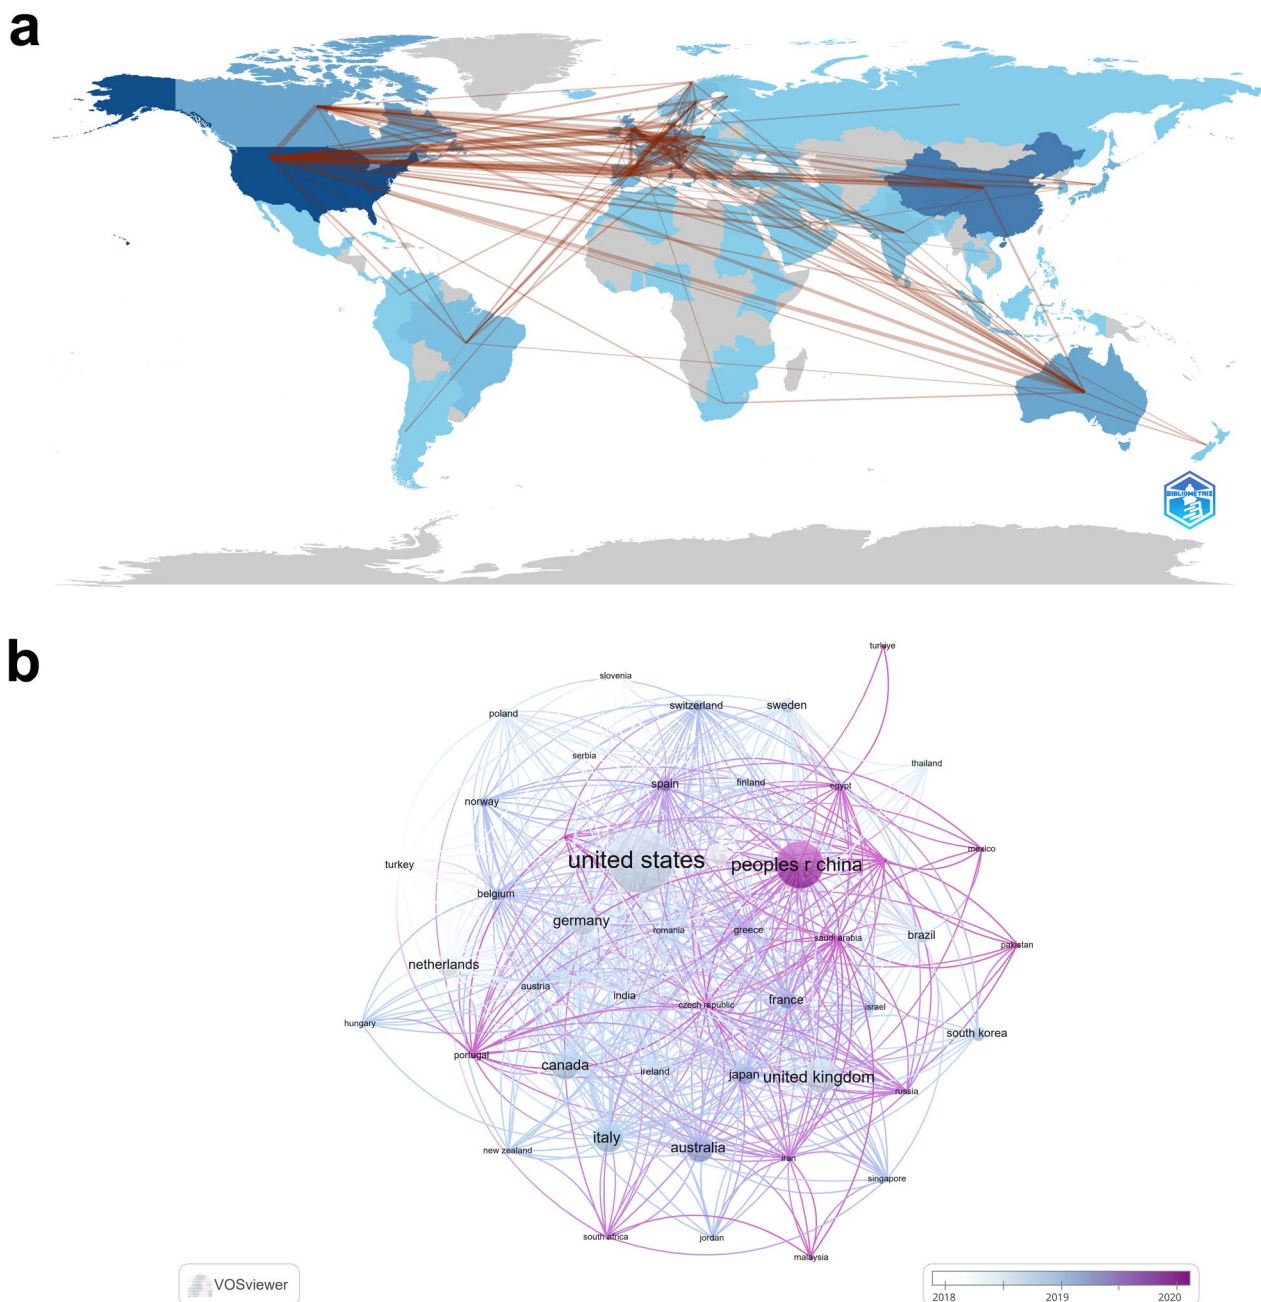 a
BIBLIOMETRIX
b
turkiye
slovenia
switzerland
sweden
poland
serbia
thailand
spain
finland
egypt
norway
mexico
united states
peoples r china
turkey
belgium
germany
romania
greece
saudi arabia
brazil
pakistan
netherlands
austria
india
czech republic
france
israel
hungary
south korea
portugal
canada
ireland
japan
united kingdom
russia
italy
australia
new zealand
iran
singapore
south africa
jordan
malaysia
VOSviewer
2018 2019 2020